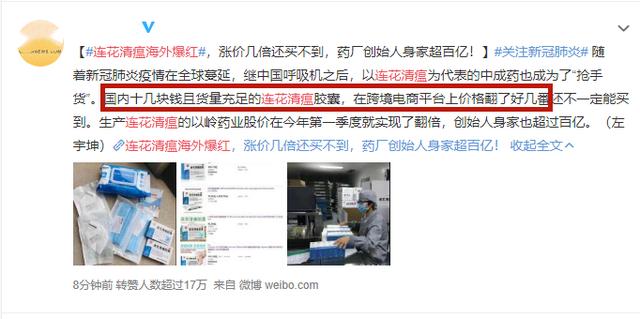 【#连花清瘟海外爆红#，涨价几倍还买不到，药厂创始人身家超百亿！】#关注新冠肺炎# 随
着新冠肺炎疫情在全球蔓延，继中国呼吸机之后，以连花清瘟为代表的中成药也成为了“抢手
货”。国内十几块钱且货量充足的连花清瘟胶囊，在跨境电商平台上价格翻了好几番还不一定能
买到。生产连花清瘟的以岭药业股价在今年第一季度就实现了翻倍，创始人身家也超过百亿。（左
宇坤）连花清瘟海外爆红，涨价几倍还买不到，药厂创始人身家超百亿！ 收起全文
8分钟前 转赞人数超过17万 来自 微博 weibo.com